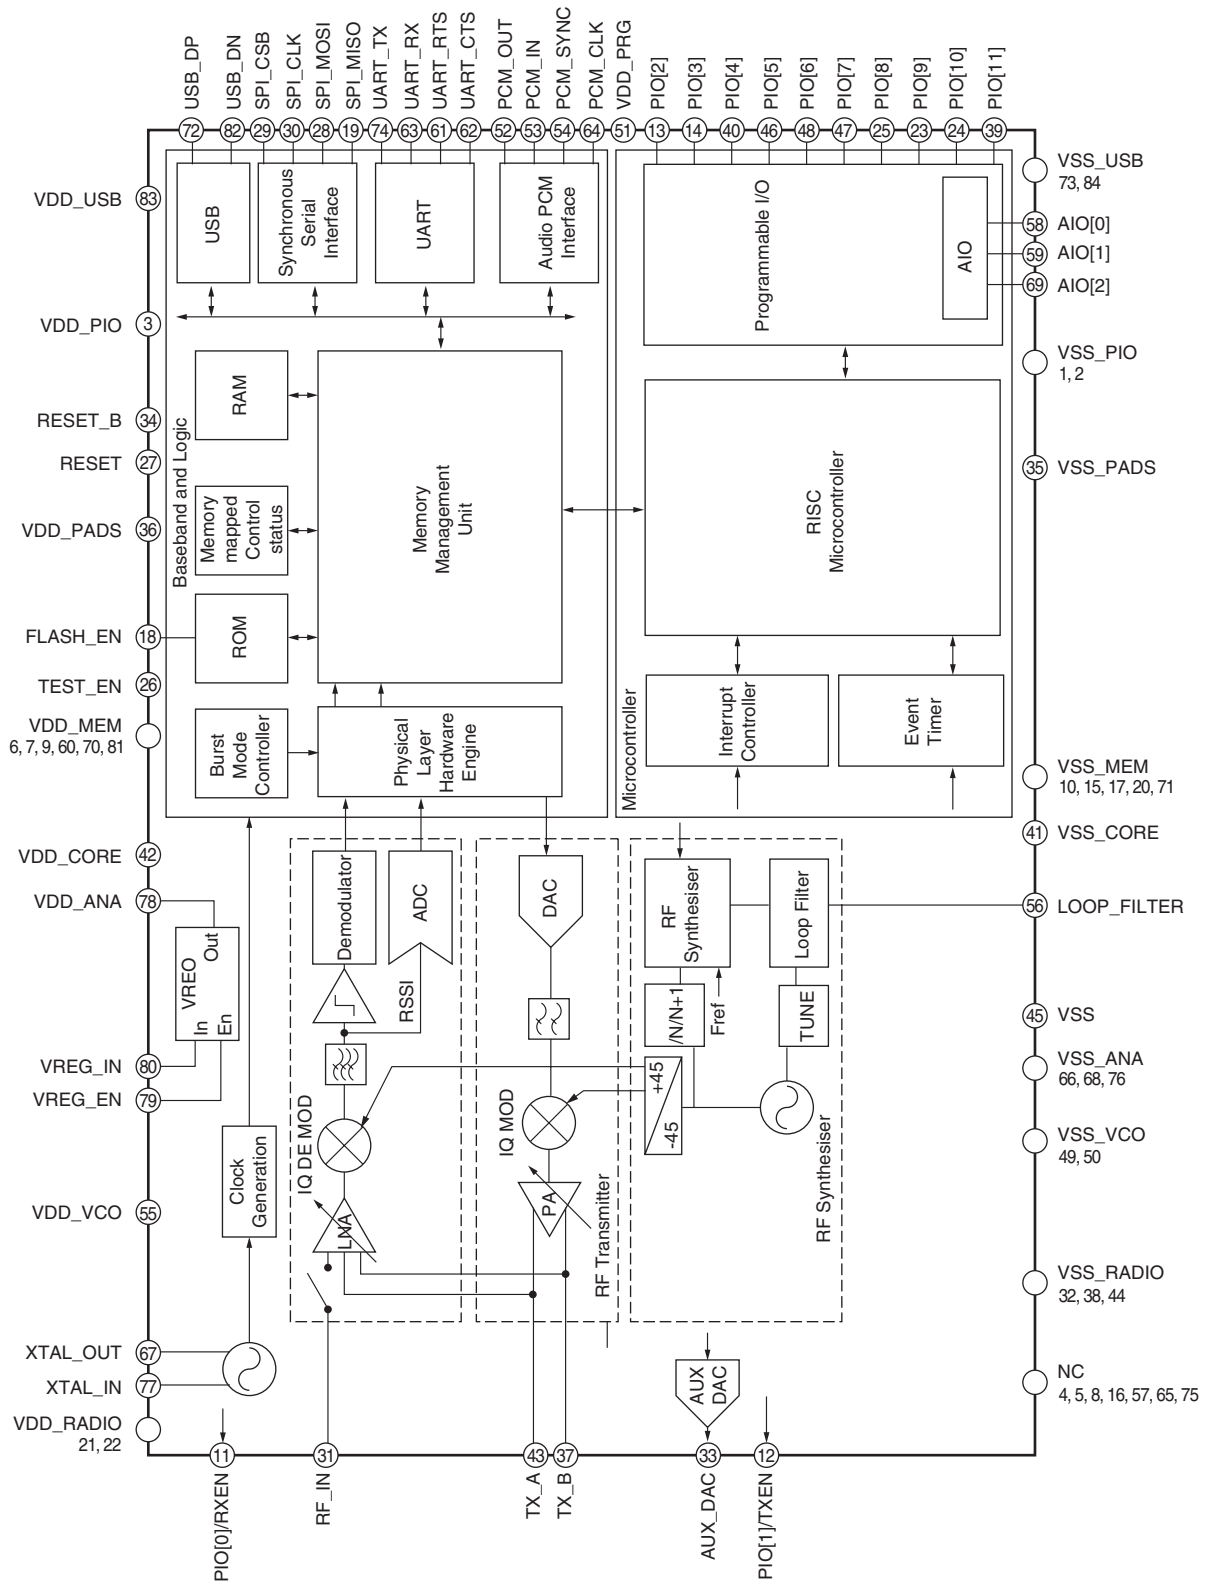 USB_DP
USB_DN
SPI_CSB
SPI_CLK
SPI_MOSI
SPI_MISO
UART_TX
UART_RX
UART_RTS
UART_CTS
PCM_OUT
PCM_IN
PCM_SYNC
PCM_CLK
VDD_PRG
PIO[2]
PIO[3]
PIO[4]
PIO[5]
PIO[6]
PIO[7]
PIO[8]
PIO[9]
PIO[10]
PIO[11]
72
82
29
30
28
19
74
63
61
62
52
53
54
64
51
13
14
40
46
48
47
25
23
24
39
VDD_USB
83
VDD_PIO
3
RESET_B
34
RESET
27
VDD_PADS
36
FLASH_EN
18
TEST_EN
26
VDD_MEM
6, 7, 9, 60, 70, 81
VDD_CORE
42
VDD_ANA
78
VREG_IN
80
VREG_EN
79
VDD_VCO
55
XTAL_OUT
67
XTAL_IN
77
VDD_RADIO
21, 22
USB
Synchronous
Serial
Interface
UART
Audio PCM
Interface
Baseband and Logic
RAM
Memory
mapped
Control
status
ROM
Memory
Management
Unit
Burst
Mode
Controller
Physical
Layer
Hardware
Engine
Programmable I/O
AIO
RISC
Microcontroller
Microcontroller
Interrupt
Controller
Event
Timer
VREO
Out
In
En
Clock
Generation
Demodulator
ADC
RSSI
IQ DE MOD
LNA
DAC
IQ MOD
PA
RF Transmitter
RF
Synthesiser
Loop Filter
/N/N+1
Fref
TUNE
+45
-45
RF Synthesiser
AUX
DAC
VSS_USB
73, 84
58
AIO[0]
59
AIO[1]
69
AIO[2]
VSS_PIO
1, 2
35
VSS_PADS
VSS_MEM
10, 15, 17, 20, 71
41
VSS_CORE
56
LOOP_FILTER
45
VSS
VSS_ANA
66, 68, 76
VSS_VCO
49, 50
VSS_RADIO
32, 38, 44
NC
4, 5, 8, 16, 57, 65, 75
11
31
43
37
33
12
PIO[0]/RXEN
RF_IN
TX_A
TX_B
AUX_DAC
PIO[1]/TXEN